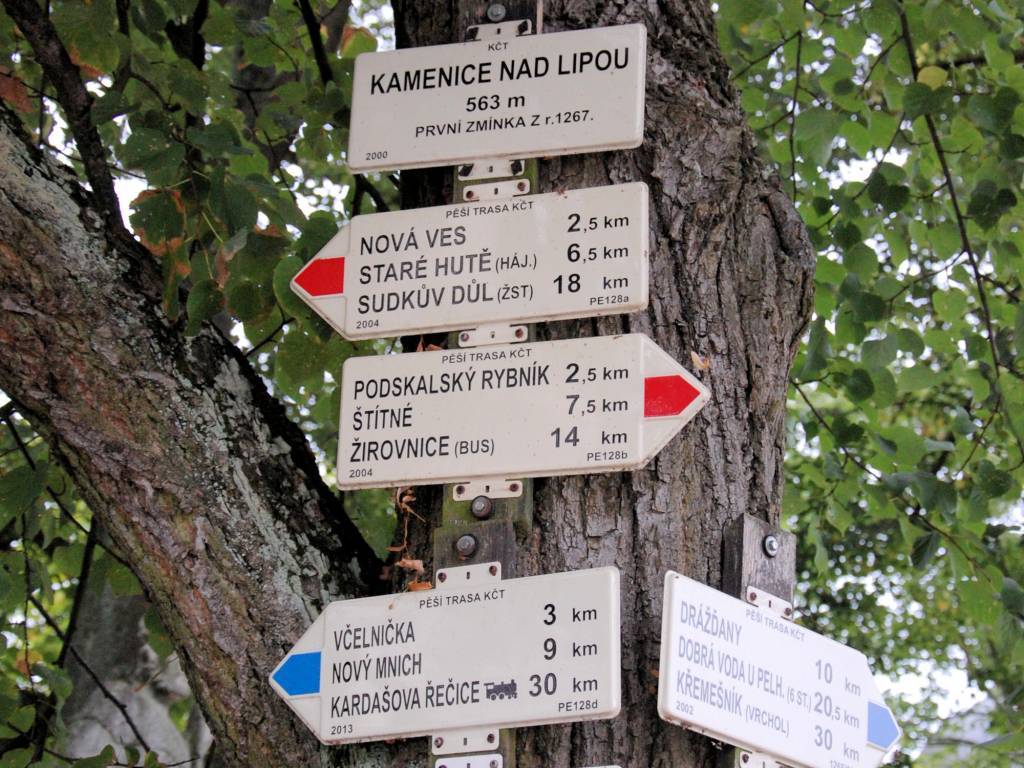 KČT
KAMENICE NAD LIPOU
563 m
PRVNÍ ZMÍNKA Z r.1267.
2000
PĚŠÍ TRASA KČT
NOVÁ VES 2,5 km
STARÉ HUTĚ (HÁJ.) 6,5 km
SUDKŮV DŮL (ŽST) 18 km
2004 PE128a
PĚŠÍ TRASA KČT
PODSKALSKÝ RYBNÍK 2,5 km
ŠTÍTNÉ 7,5 km
ŽIROVNICE (BUS) 14 km
2004 PE128b
PĚŠÍ TRASA KČT
VČELNIČKA 3 km
NOVÝ MNICH 9 km
KARDAŠOVA ŘEČICE 30 km
2013 PE128d
PĚŠÍ TRASA KČT
DRÁŽĎANY 10 km
DOBRÁ VODA U PELH. (6 ST.) 20,5 km
KŘEMEŠNÍK (VRCHOL) 30 km
2002